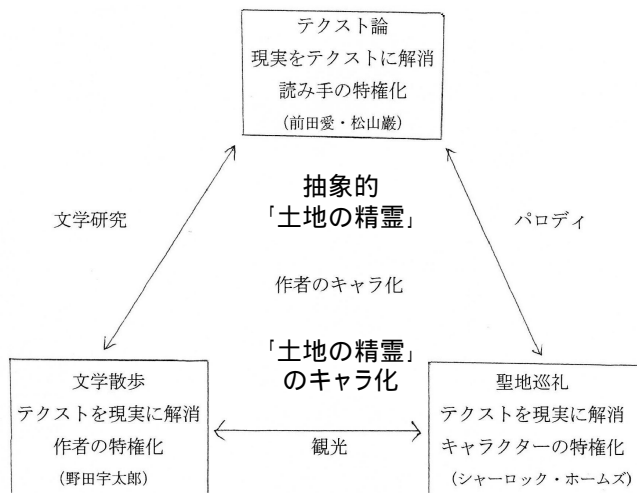 テクスト論
現実をテクストに解消
読み手の特権化
(前田愛・松山巖)
抽象的
「土地の精霊」
文学研究
パロディ
作者のキャラ化
「土地の精霊」
のキャラ化
文学散歩
テクストを現実に解消
作者の特権化
(野田宇太郎)
観光
聖地巡礼
テクストを現実に解消
キャラクターの特権化
(シャーロック・ホームズ)